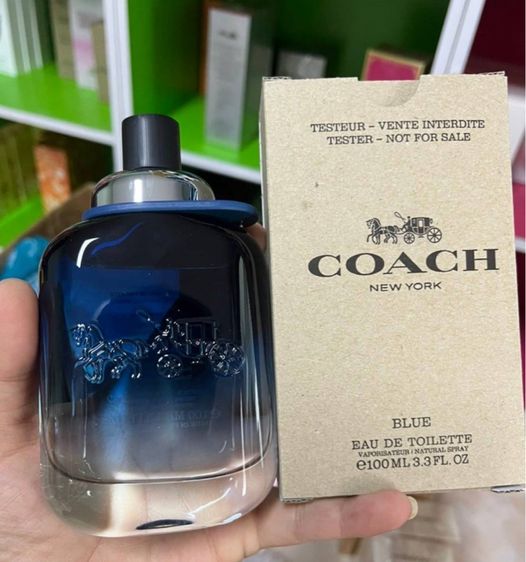 TESTEUR - VENTE INTERDITE
TESTER - NOT FOR SALE
COACH
NEW YORK
BLUE
EAU DE TOILETTE
VAPORISATEUR / NATURAL SPRAY
e100 ML 3.3 FL. OZ